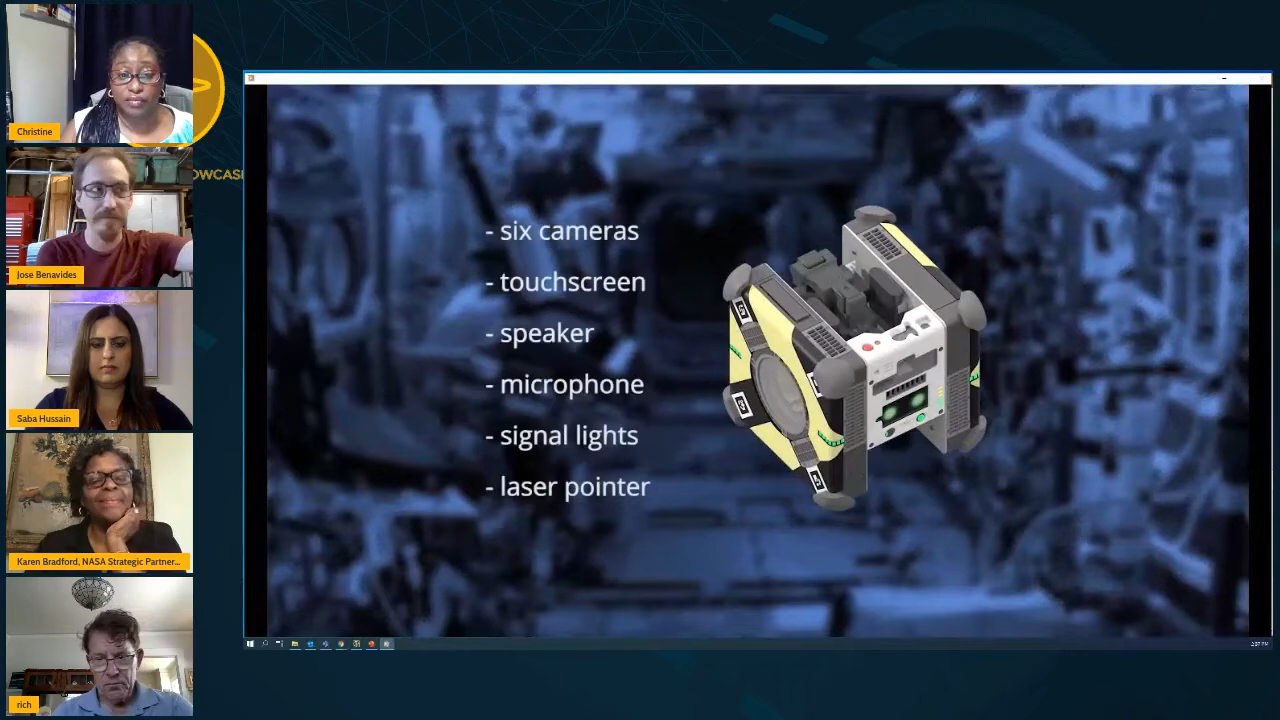 Christine
OWCAS
Jose Benavides
Saba Hussain
Karen Bradford, NASA Strategic Partner...
rich
- six cameras
- touchscreen
- speaker
- microphone
- signal lights
- laser pointer